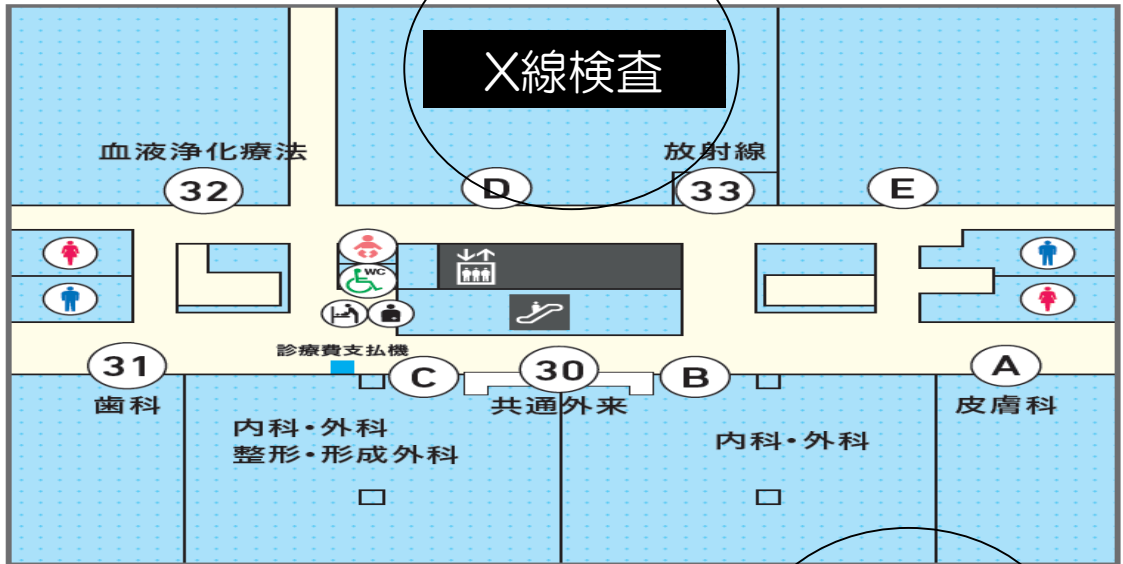 X線検査
血液浄化療法
放射線
32
D
33
E
WC
診療費支払機
31
C
30
B
A
歯科
共通外来
皮膚科
内科・外科
整形・形成外科
内科・外科